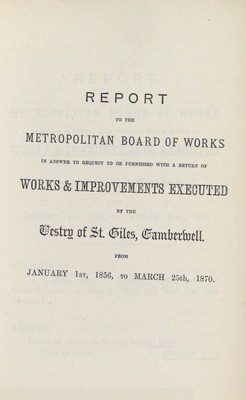 REPORT
TO THE
METROPOLITAN BOARD OF WORKS
IN ANSWER TO REQUEST TO BE FURNISHED WITH A RETURN OF
WORKS & IMPROVEMENTS EXECUTED
BY THE
Vestry of St. Giles, Camberwell.
FROM
JANUARY 1ST, 1856, TO MARCH 25th, 1870.